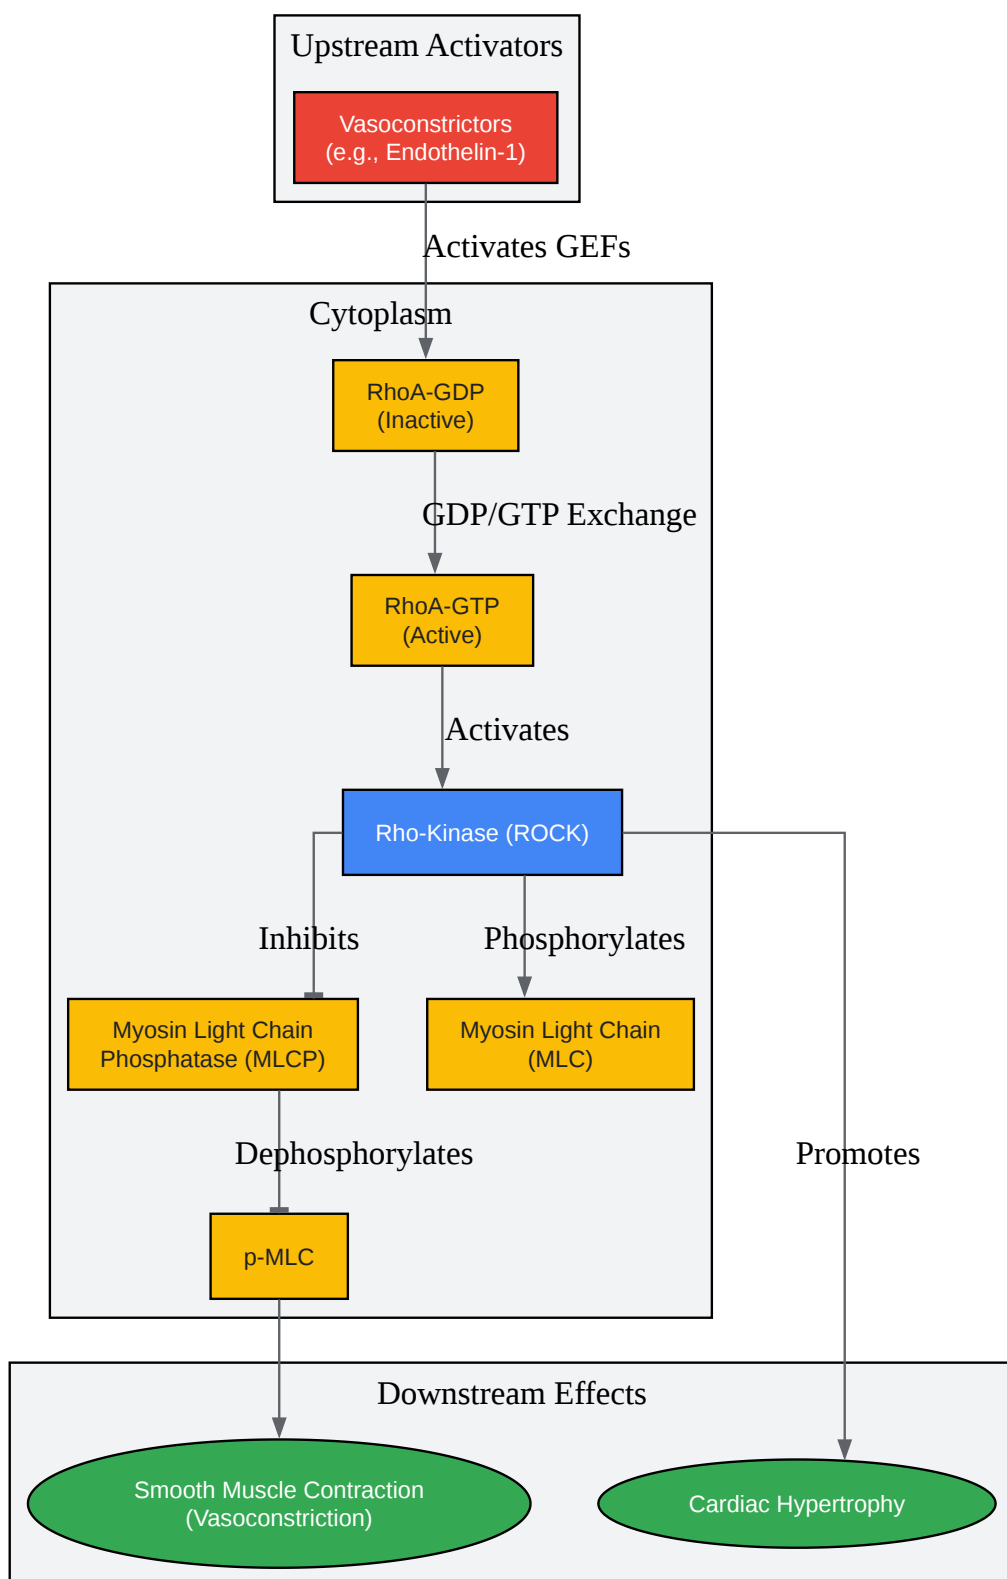 Upstream Activators
Vasoconstrictors
(e.g., Endothelin-1)
Activates GEFs
Cytoplasm
RhoA-GDP
(Inactive)
GDP/GTP Exchange
RhoA-GTP
(Active)
Activates
Rho-Kinase (ROCK)
Inhibits
Phosphorylates
Myosin Light Chain
Phosphatase (MLCP)
Myosin Light Chain
(MLC)
Dephosphorylates
Promotes
p-MLC
Downstream Effects
Smooth Muscle Contraction
(Vasoconstriction)
Cardiac Hypertrophy